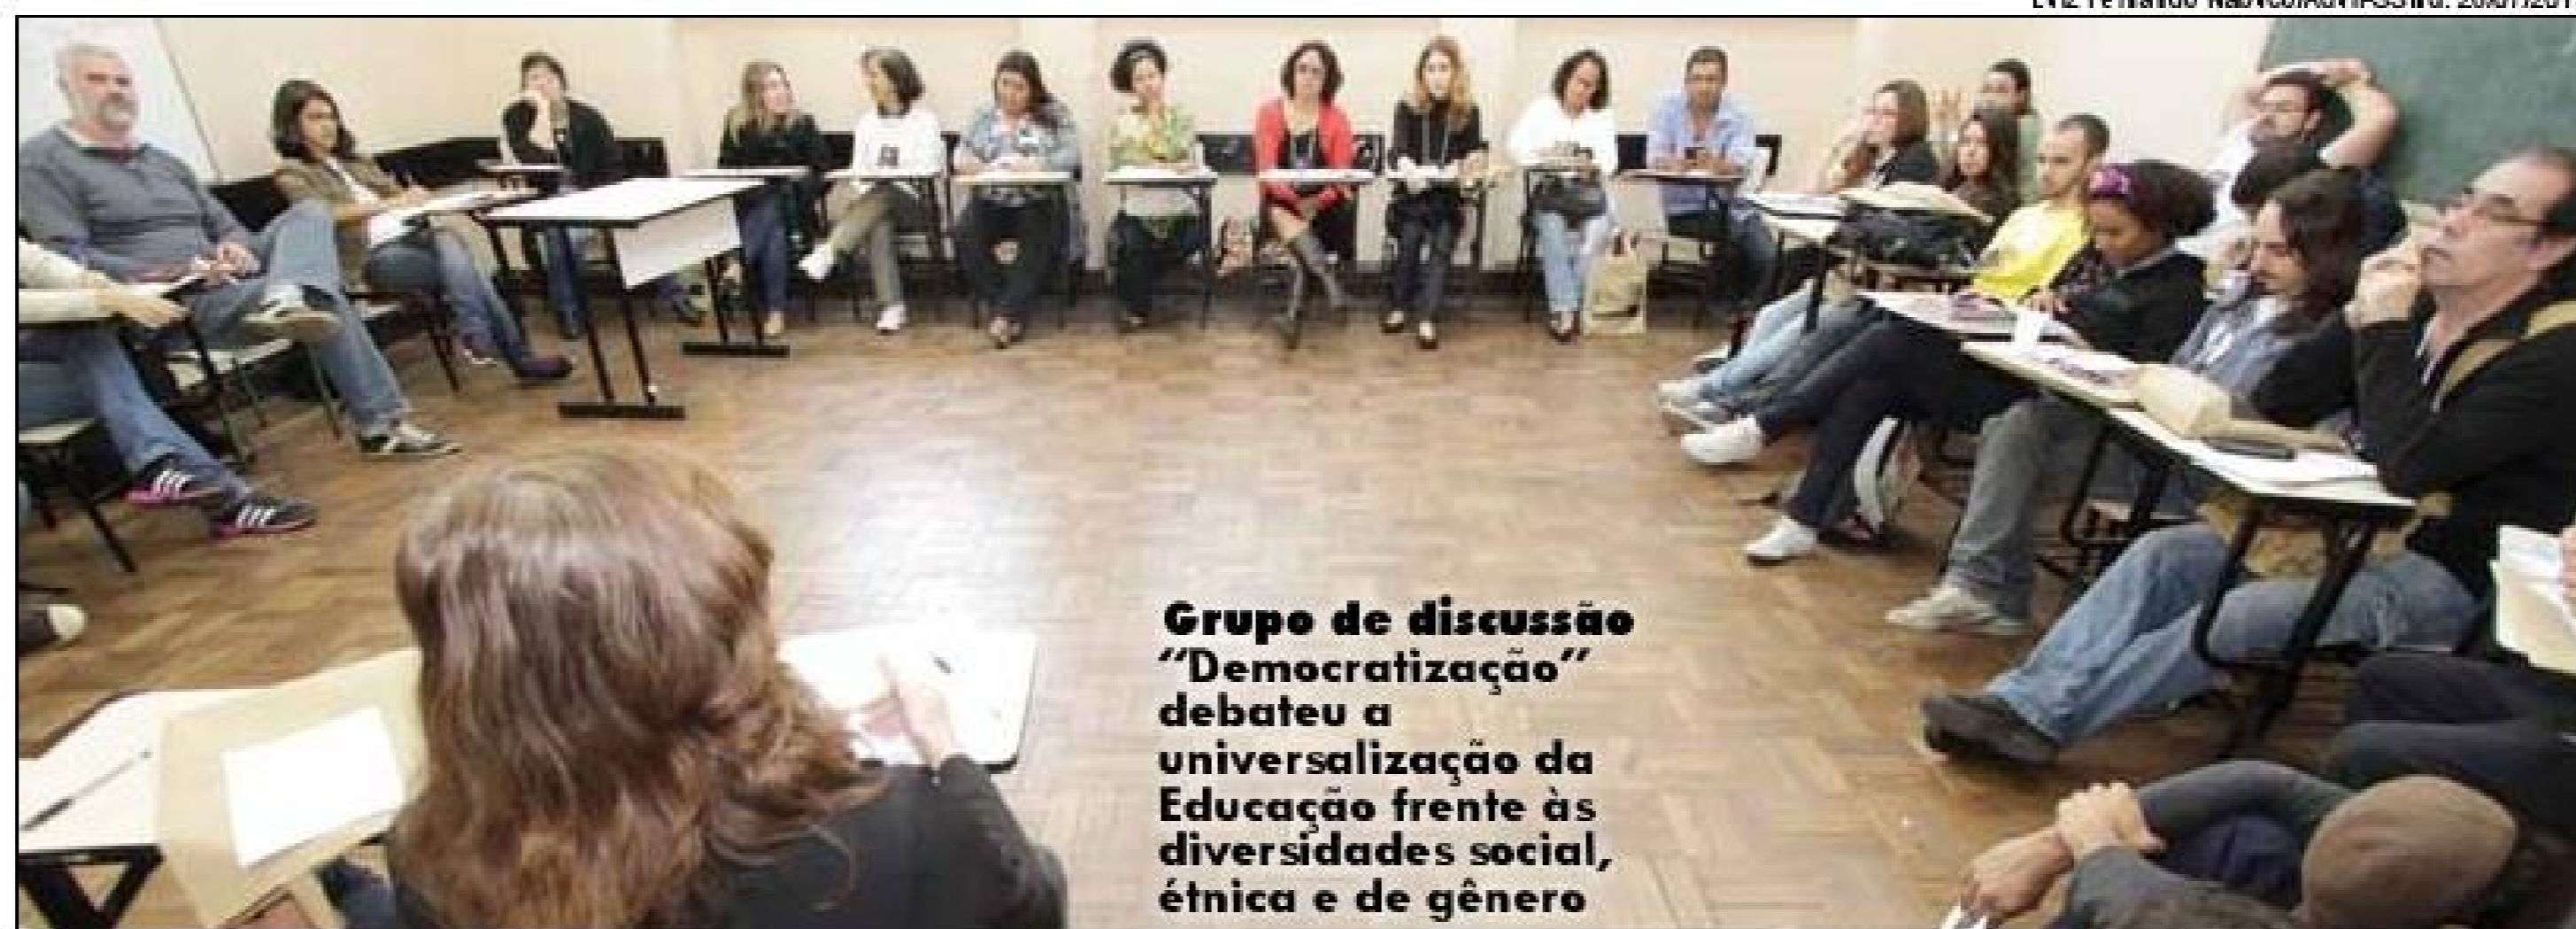 Grupo de discussão
“Democratização”
debateu a
universalização da
Educação frente às
diversidades social,
étnica e de gênero